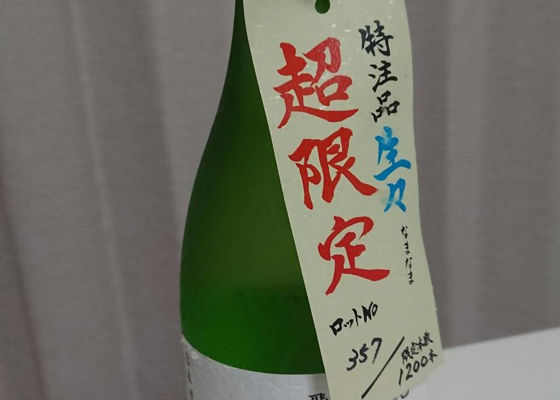 特注品 生々
なまなま
超限定
ロットNo
357/限定本数
1200本